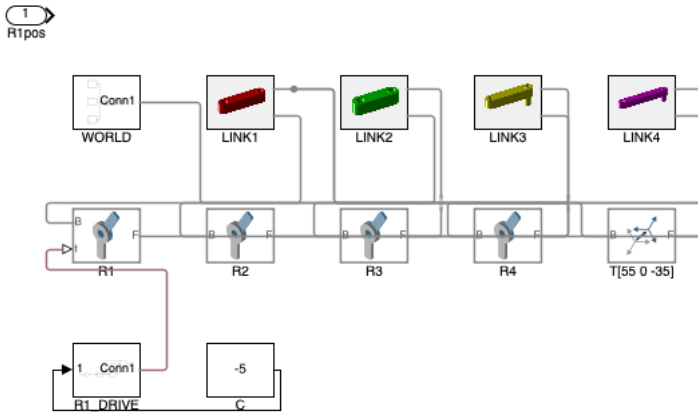 1
R1pos
Conn1
WORLD
LINK1
LINK2
LINK3
LINK4
B
F
t
R1
B
F
R2
B
F
R3
B
F
R4
B
F
T[55 0 -35]
1
Conn1
R1_DRIVE
-5
C